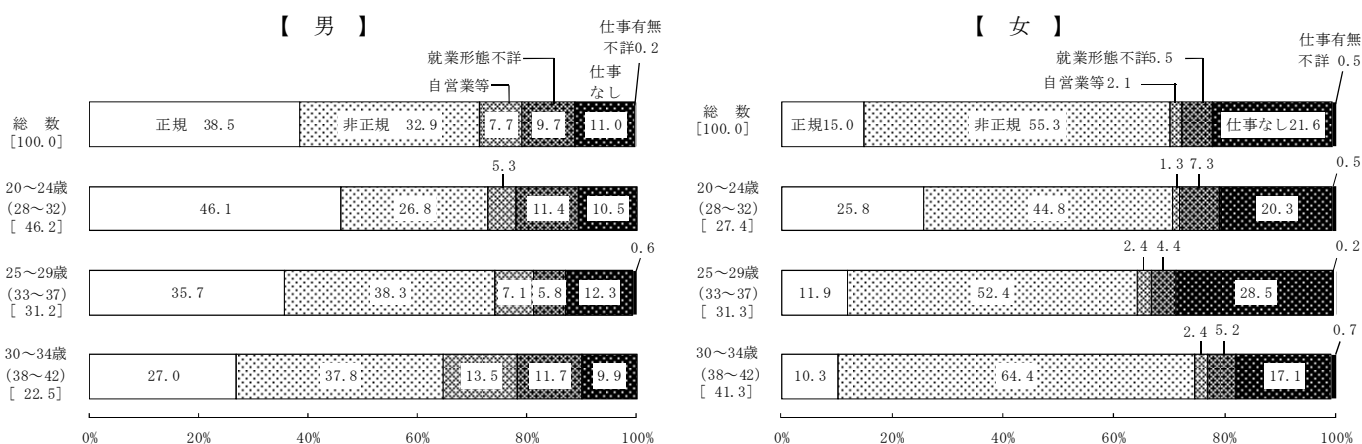 【 男 】
仕事有無
不詳0.2
就業形態不詳
自営業等
仕事
なし
総 数
[100.0]
正規 38.5
非正規 32.9
7.7
9.7
11.0
5.3
20～24歳
(28～32)
[ 46.2]
46.1
26.8
11.4
10.5
0.6
25～29歳
(33～37)
[ 31.2]
35.7
38.3
7.1
5.8
12.3
30～34歳
(38～42)
[ 22.5]
27.0
37.8
13.5
11.7
9.9
0%
20%
40%
60%
80%
100%
【 女 】
仕事有無
不詳 0.5
就業形態不詳5.5
自営業等2.1
総 数
[100.0]
正規15.0
非正規 55.3
仕事なし21.6
1.3
7.3
0.5
20～24歳
(28～32)
[ 27.4]
25.8
44.8
20.3
2.4
4.4
0.2
25～29歳
(33～37)
[ 31.3]
11.9
52.4
28.5
2.4
5.2
0.7
30～34歳
(38～42)
[ 41.3]
10.3
64.4
17.1
0%
20%
40%
60%
80%
100%